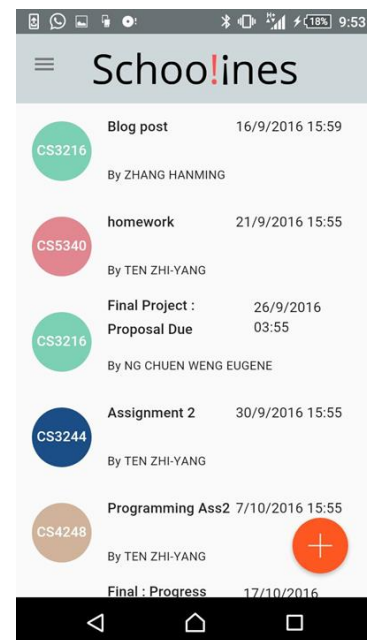 18% 9:53
Schoo!ines
CS3216 Blog post 16/9/2016 15:59
By ZHANG HANMING
CS5340 homework 21/9/2016 15:55
By TEN ZHI-YANG
Final Project : 26/9/2016
Proposal Due 03:55
CS3216
By NG CHUEN WENG EUGENE
CS3244 Assignment 2 30/9/2016 15:55
By TEN ZHI-YANG
CS4248 Programming Ass2 7/10/2016 15:55
By TEN ZHI-YANG
Final : Progress 17/10/2016